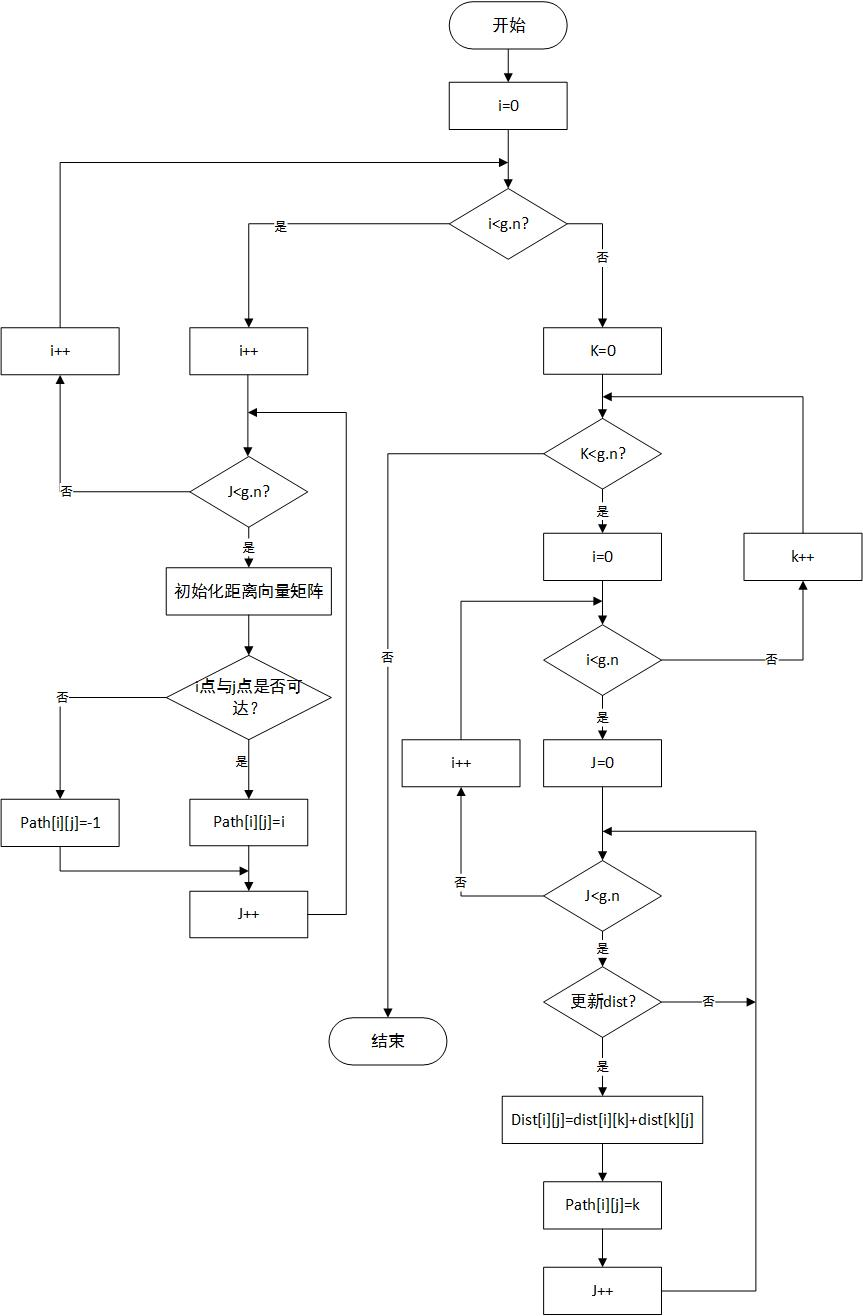 开始
i=0
i<g.n?
是
否
i++
i++
K=0
J<g.n?
否
是
初始化距离向量矩阵
i点与j点是否可
达？
否
是
Path[i][j]=-1
Path[i][j]=i
J++
K<g.n?
是
否
i=0
k++
i<g.n
否
是
i++
J=0
J<g.n
否
是
更新dist?
否
是
Dist[i][j]=dist[i][k]+dist[k][j]
Path[i][j]=k
J++
结束